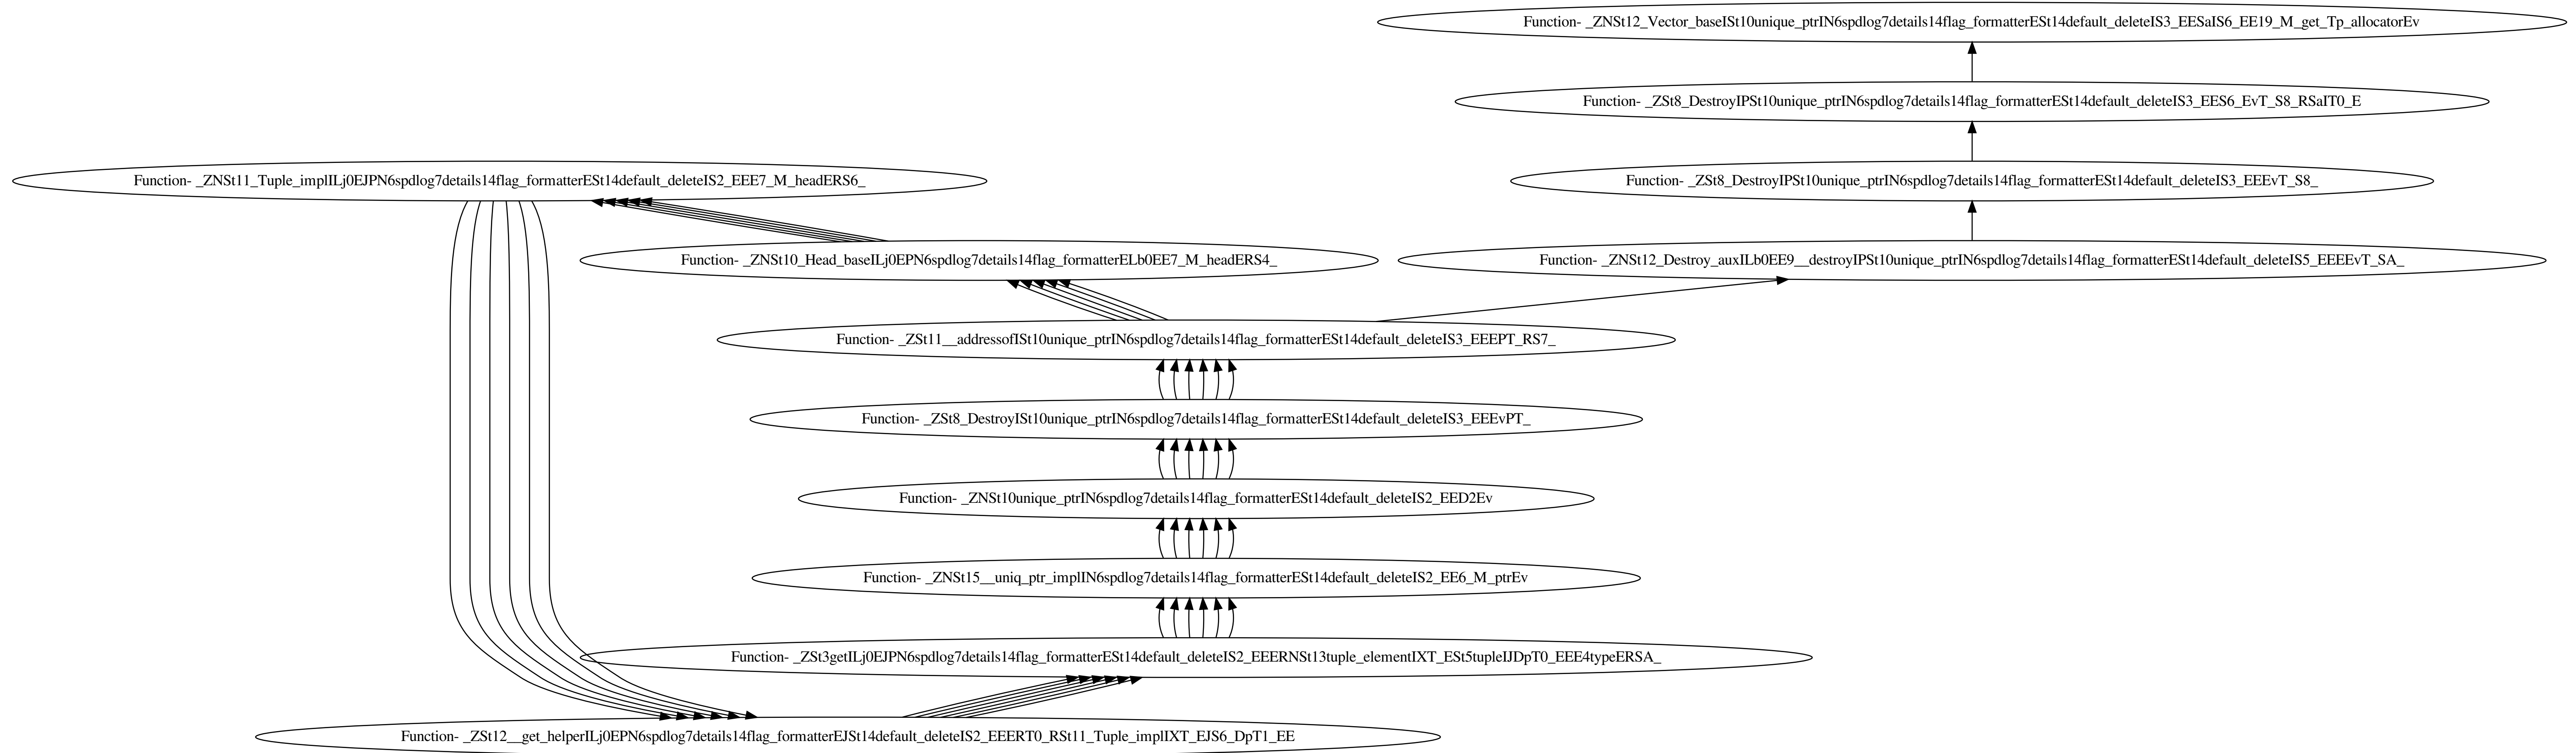 Function- _ZNSt12_Vector_baseISt10unique_ptrIN6spdlog7details14flag_formatterESt14default_deleteIS3_EESaIS6_EE19_M_get_Tp_allocatorEv
Function- _ZSt8_DestroyIPSt10unique_ptrIN6spdlog7details14flag_formatterESt14default_deleteIS3_EES6_EvT_S8_RSaIT0_E
Function- _ZNSt11_Tuple_implILj0EJPN6spdlog7details14flag_formatterESt14default_deleteIS2_EEE7_M_headERS6_
Function- _ZSt8_DestroyIPSt10unique_ptrIN6spdlog7details14flag_formatterESt14default_deleteIS3_EEEvT_S8_
Function- _ZNSt10_Head_baseILj0EPN6spdlog7details14flag_formatterELb0EE7_M_headERS4_
Function- _ZNSt12_Destroy_auxILb0EE9__destroyIPSt10unique_ptrIN6spdlog7details14flag_formatterESt14default_deleteIS5_EEEEvT_SA_
Function- _ZSt11__addressofISt10unique_ptrIN6spdlog7details14flag_formatterESt14default_deleteIS3_EEEPT_RS7_
Function- _ZSt8_DestroyISt10unique_ptrIN6spdlog7details14flag_formatterESt14default_deleteIS3_EEEvPT_
Function- _ZNSt10unique_ptrIN6spdlog7details14flag_formatterESt14default_deleteIS2_EED2Ev
Function- _ZNSt15__uniq_ptr_implIN6spdlog7details14flag_formatterESt14default_deleteIS2_EE6_M_ptrEv
Function- _ZSt3getILj0EJPN6spdlog7details14flag_formatterESt14default_deleteIS2_EEERNSt13tuple_elementIXT_ESt5tupleIJDpT0_EEE4typeERSA_
Function- _ZSt12__get_helperILj0EPN6spdlog7details14flag_formatterEJSt14default_deleteIS2_EEERT0_RSt11_Tuple_implIXT_EJS6_DpT1_EE